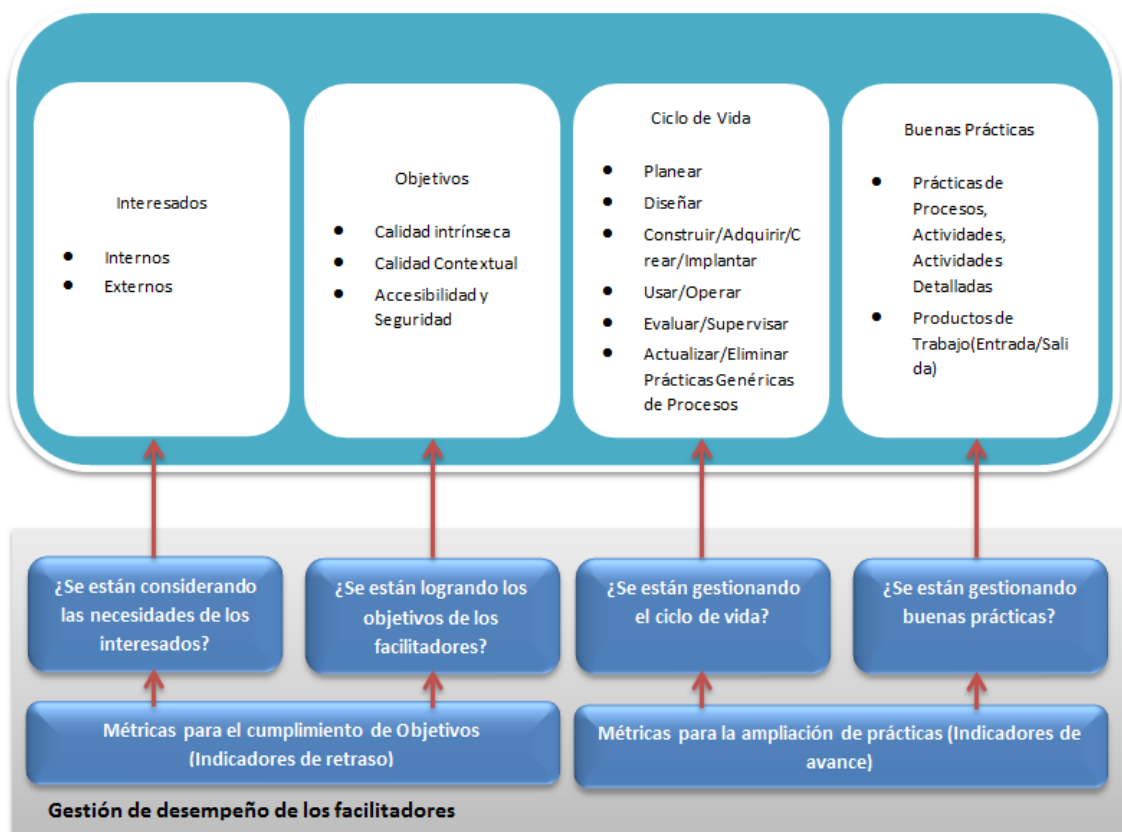 Interesados
Internos
Externos
Objetivos
Calidad intrínseca
Calidad Contextual
Accesibilidad y
Seguridad
Ciclo de Vida
Planear
Diseñar
Construir/Adquirir/C
rear/Implantar
Usar/Operar
Evaluar/Supervisar
Actualizar/Eliminar
Prácticas Genéricas
de Procesos
Buenas Prácticas
Prácticas de
Procesos,
Actividades,
Actividades
Detalladas
Productos de
Trabajo(Entrada/Sali
da)
¿Se están considerando
las necesidades de los
interesados?
¿Se están logrando los
objetivos de los
facilitadores?
¿Se están gestionando
el ciclo de vida?
¿Se están gestionando
buenas prácticas?
Métricas para el cumplimiento de Objetivos
(Indicadores de retraso)
Métricas para la ampliación de prácticas (Indicadores de
avance)
Gestión de desempeño de los facilitadores